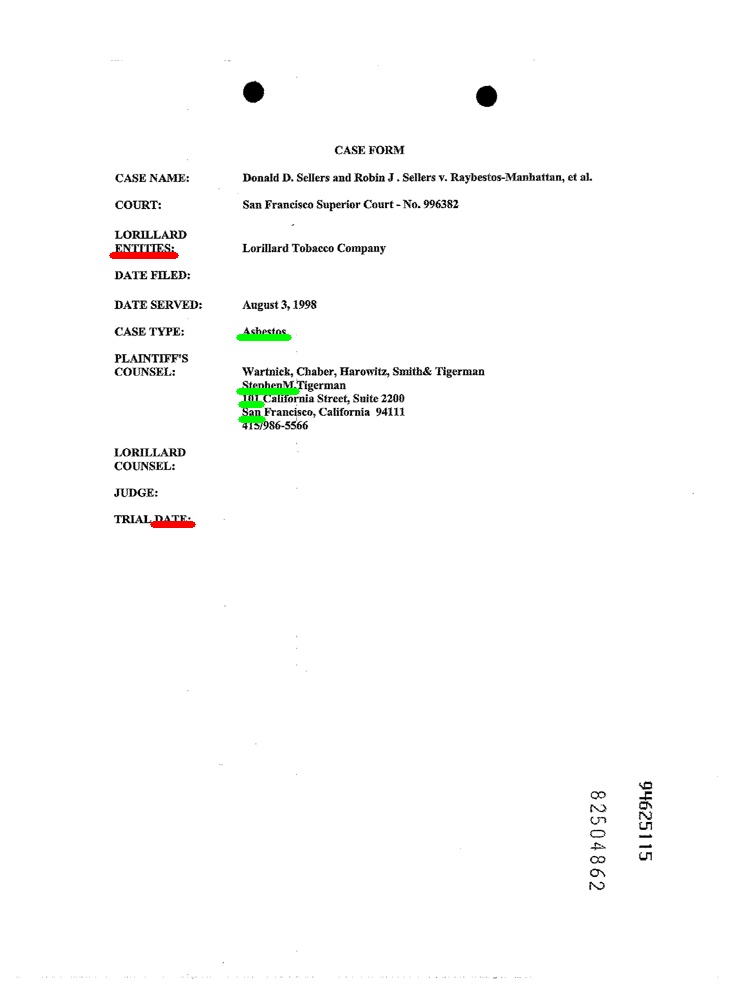 CASE FORM
CASE NAME: Donald D. Sellers and Robin J . Sellers v. Raybestos-Manhattan, et al.
COURT: San Francisco Superior Court - No. 996382
LORILLARD
ENTITIES: Lorillard Tobacco Company
DATE FILED:
DATE SERVED: August 3, 1998
CASE TYPE: Asbestos
PLAINTIFF'S
COUNSEL: Wartnick, Chaber, Harowitz, Smith& Tigerman
StephenM.Tigerman
101 California Street, Suite 2200
San Francisco, California 94111
415/986-5566
LORILLARD
COUNSEL:
JUDGE:
TRIAL DATE:
94625115
82504862